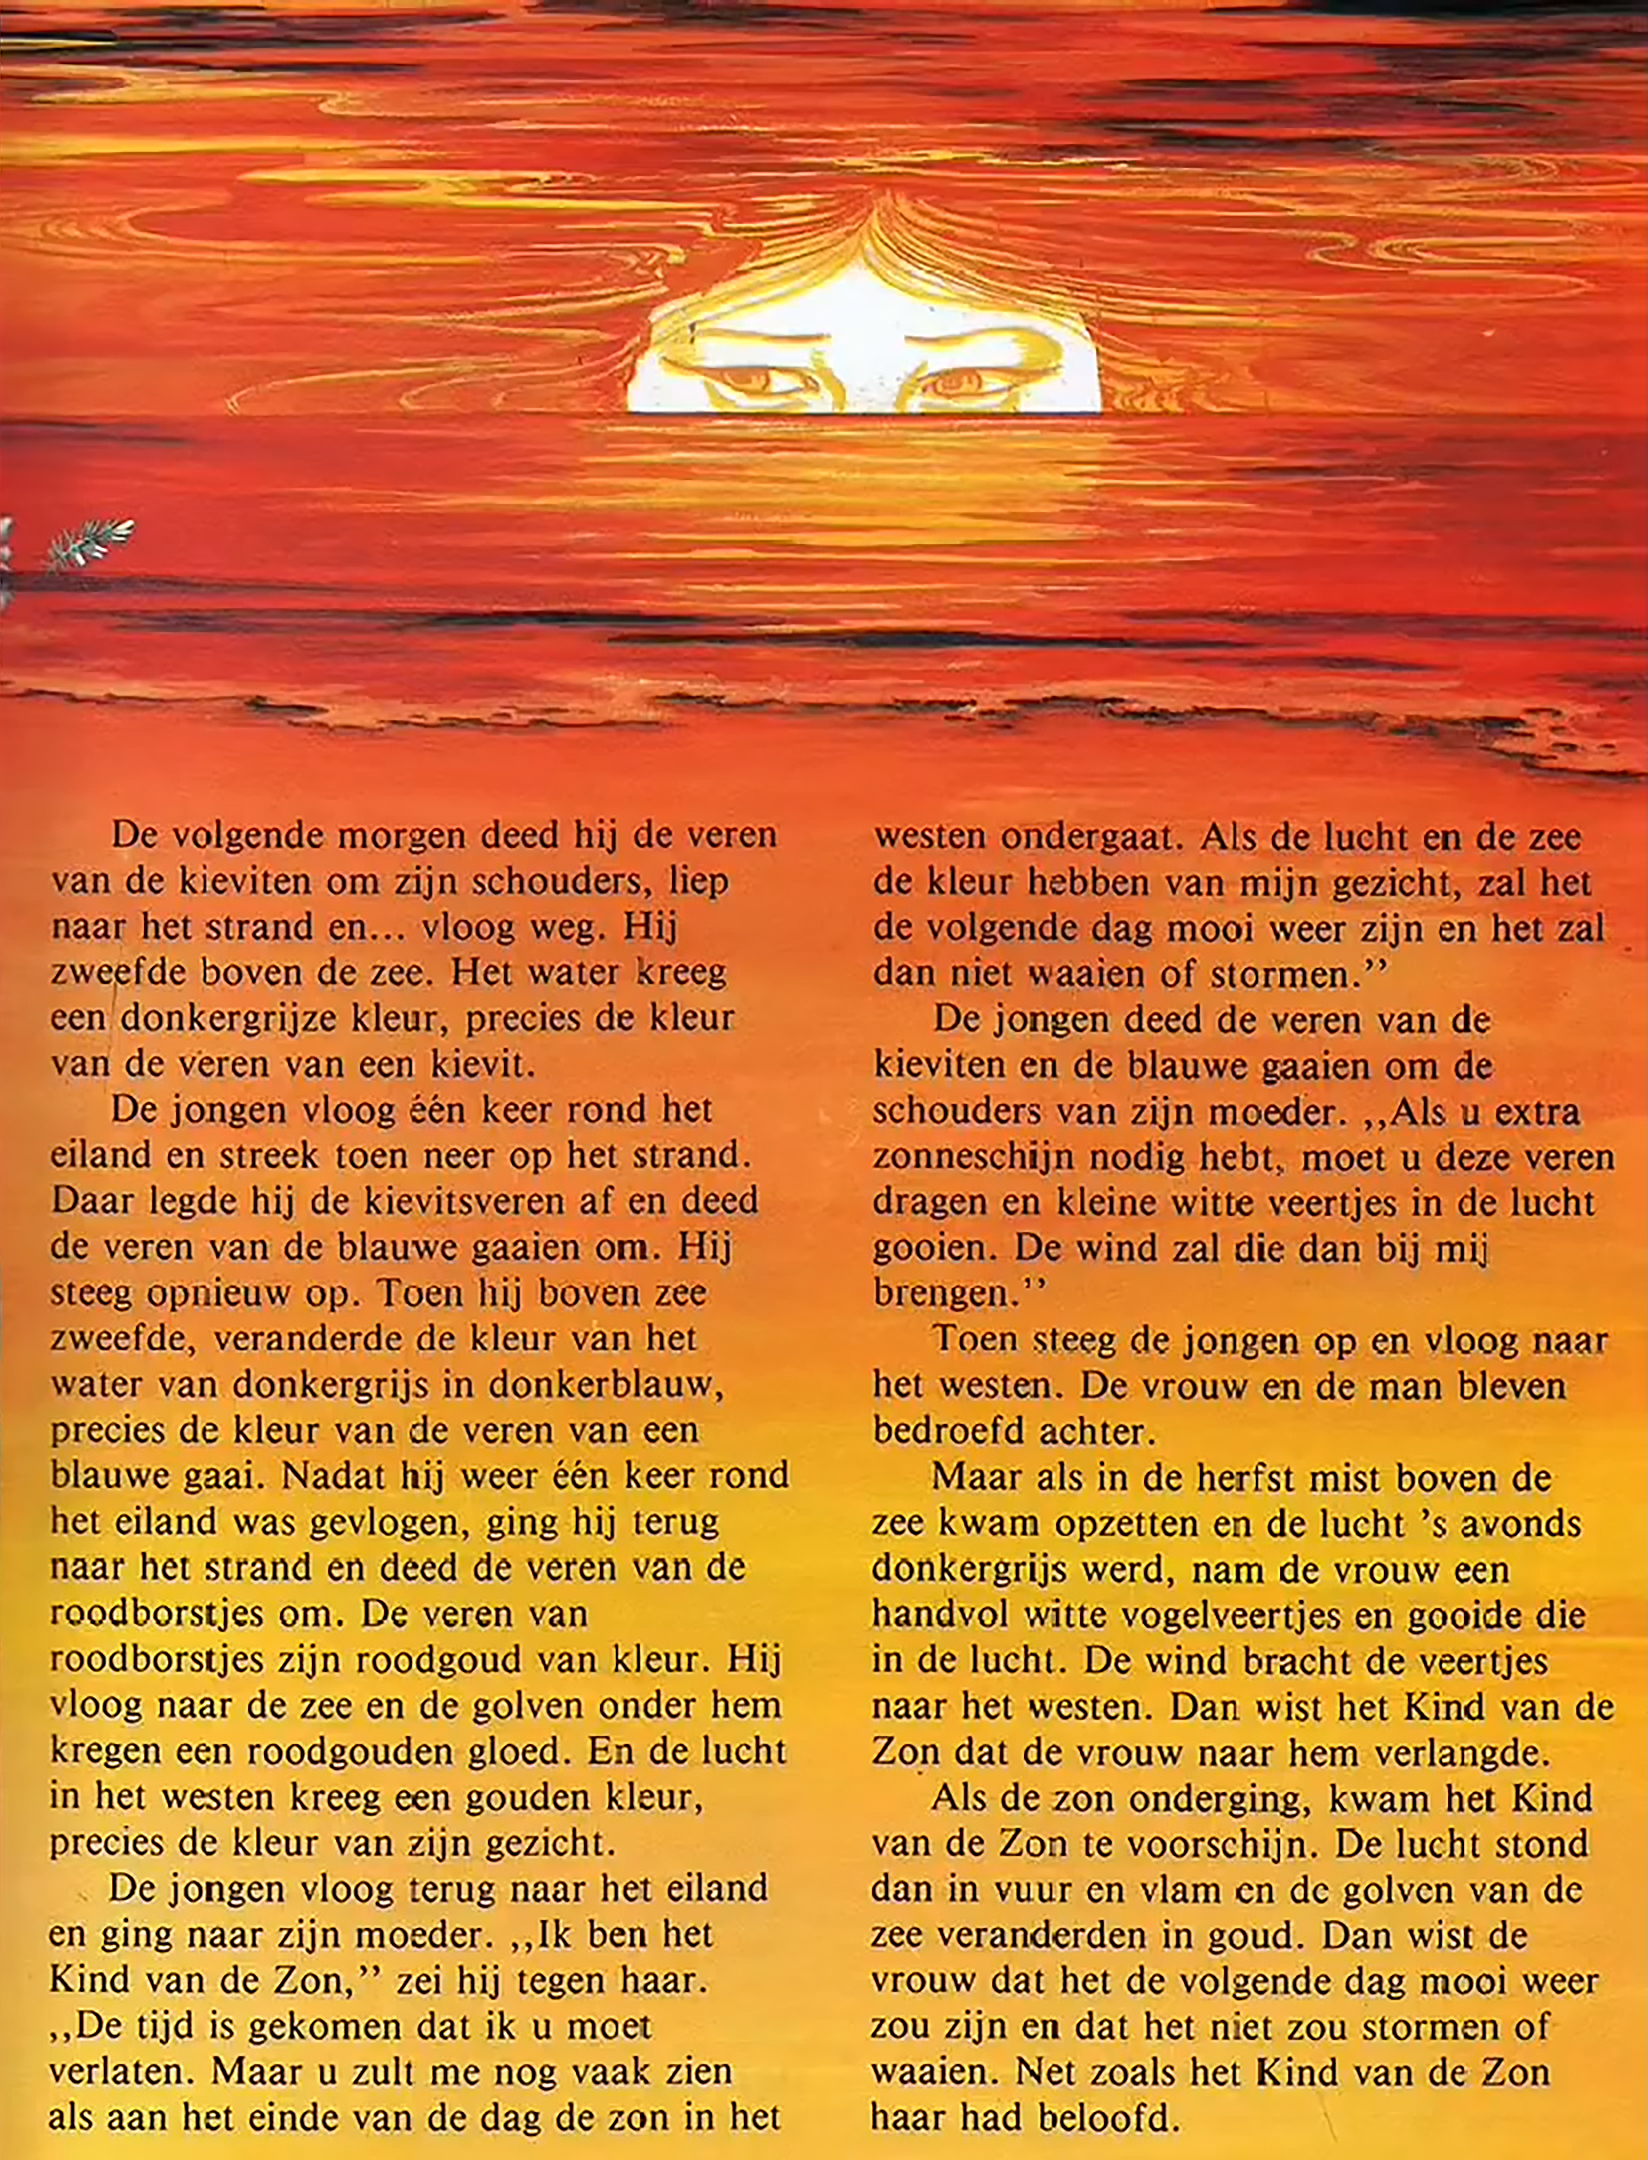 De volgende morgen deed hij de veren
van de kieviten om zijn schouders, liep
naar het strand en... vloog weg. Hij
zweefde boven de zee. Het water kreeg
een donkergrijze kleur, precies de kleur
van de veren van een kievit.
De jongen vloog één keer rond het
eiland en streek toen neer op het strand.
Daar legde hij de kievitsveren af en deed
de veren van de blauwe gaaien om. Hij
steeg opnieuw op. Toen hij boven zee
zweefde, veranderde de kleur van het
water van donkergrijs in donkerblauw,
precies de kleur van de veren van een
blauwe gaai. Nadat hij weer één keer rond
het eiland was gevlogen, ging hij terug
naar het strand en deed de veren van de
roodborstjes om. De veren van
roodborstjes zijn roodgoud van kleur. Hij
vloog naar de zee en de golven onder hem
kregen een roodgouden gloed. En de lucht
in het westen kreeg een gouden kleur,
precies de kleur van zijn gezicht.
De jongen vloog terug naar het eiland
en ging naar zijn moeder. ,,Ik ben het
Kind van de Zon,’’ zei hij tegen haar.
,,De tijd is gekomen dat ik u moet
verlaten. Maar u zult me nog vaak zien
als aan het einde van de dag de zon in het
westen ondergaat. Als de lucht en de zee
de kleur hebben van mijn gezicht, zal het
de volgende dag mooi weer zijn en het zal
dan niet waaien of stormen.’’
De jongen deed de veren van de
kieviten en de blauwe gaaien om de
schouders van zijn moeder. ,,Als u extra
zonneschijn nodig hebt, moet u deze veren
dragen en kleine witte veertjes in de lucht
gooien. De wind zal die dan bij mij
brengen.’’
Toen steeg de jongen op en vloog naar
het westen. De vrouw en de man bleven
bedroefd achter.
Maar als in de herfst mist boven de
zee kwam opzetten en de lucht ’s avonds
donkergrijs werd, nam de vrouw een
handvol witte vogelveertjes en gooide die
in de lucht. De wind bracht de veertjes
naar het westen. Dan wist het Kind van de
Zon dat de vrouw naar hem verlangde.
Als de zon onderging, kwam het Kind
van de Zon te voorschijn. De lucht stond
dan in vuur en vlam en de golven van de
zee veranderden in goud. Dan wist de
vrouw dat het de volgende dag mooi weer
zou zijn en dat het niet zou stormen of
waaien. Net zoals het Kind van de Zon
haar had beloofd.